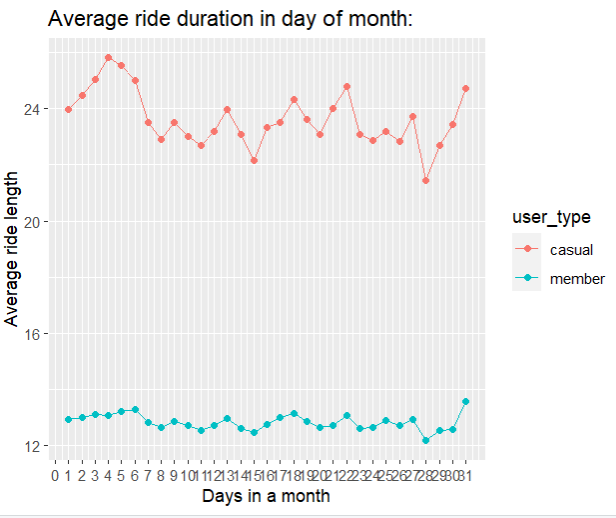 Average ride duration in day of month:
Average ride length
24
20
16
12
0 1 2 3 4 5 6 7 8 9 10 11 12 13 14 15 16 17 18 19 20 21 22 23 24 25 26 27 28 29 30 31
Days in a month
user_type
casual
member